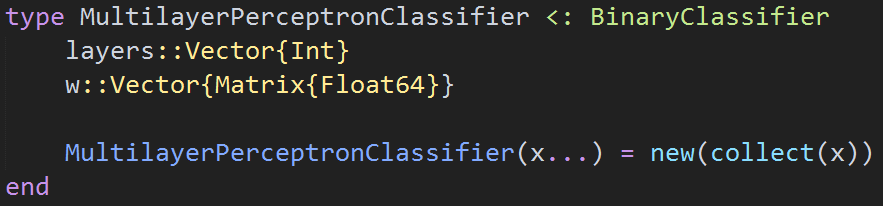 type MultilayerPerceptronClassifier <: BinaryClassifier
    layers::Vector{Int}
    w::Vector{Matrix{Float64}}

    MultilayerPerceptronClassifier(x...) = new(collect(x))
end